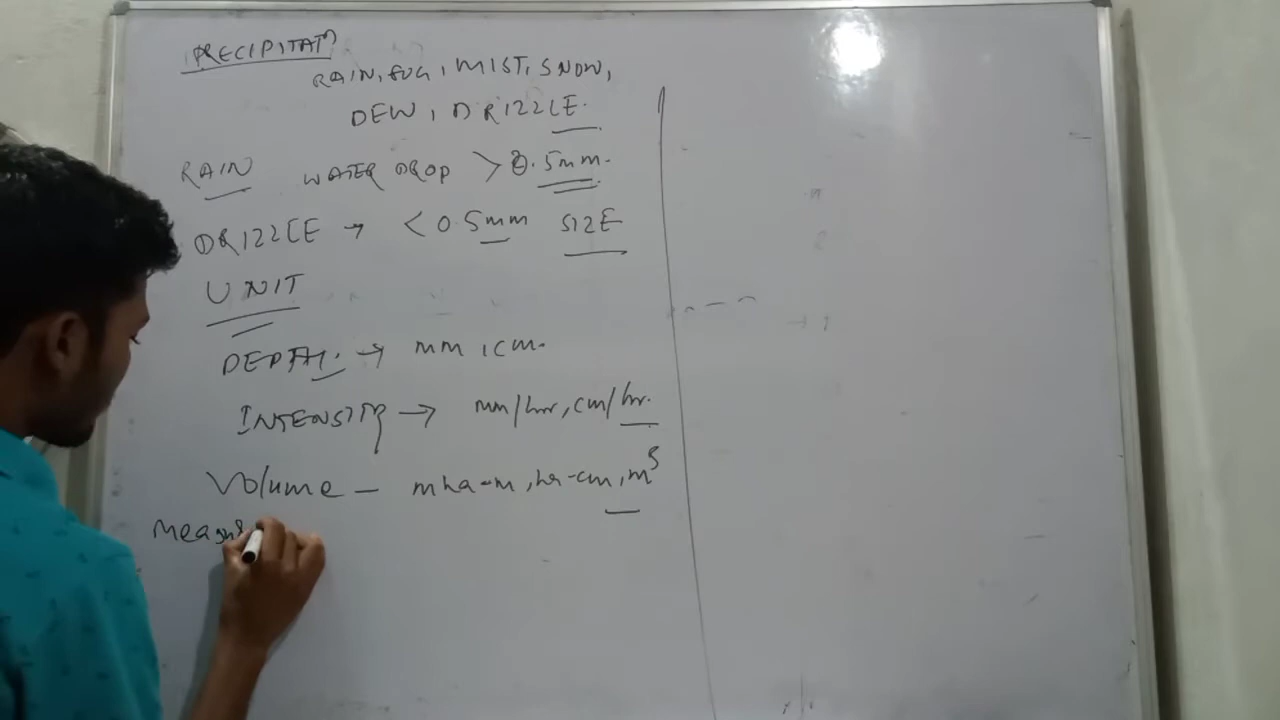 PRECIPITATn
RAIN, FOG, MIST, SNOW,
DEW, DRIZZLE.
RAIN WATER DROP > 0.5mm.
DRIZZLE → < 0.5mm SIZE
UNIT
DEPTH. → mm, cm.
INTENSITY → mm/hr, cm/hr.
Volume - mha-m, ha-cm, m³